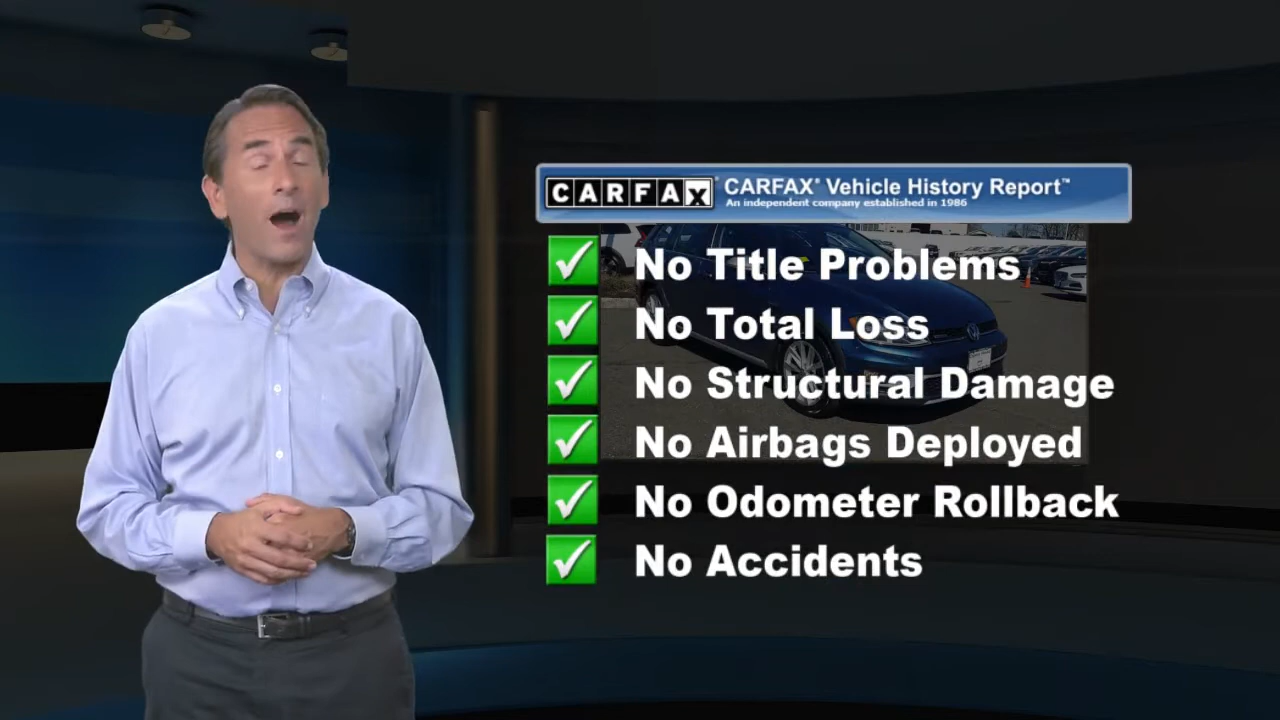 CARFAX
CARFAX® Vehicle History Report™
An independent company established in 1986
No Title Problems
No Total Loss
No Structural Damage
No Airbags Deployed
No Odometer Rollback
No Accidents